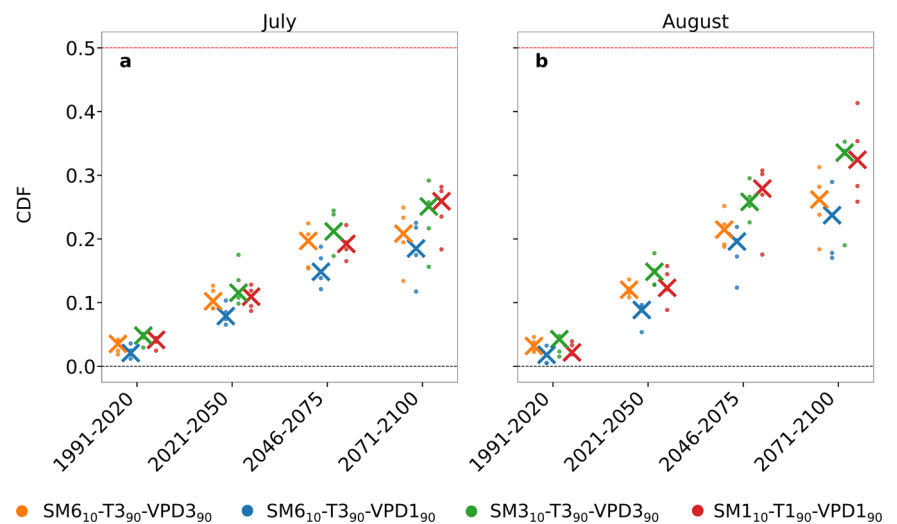 July
August
a
b
CDF
0.5
0.4
0.3
0.2
0.1
0.0
1991-2020
2021-2050
2046-2075
2071-2100
1991-2020
2021-2050
2046-2075
2071-2100
SM6₁₀-T3₉₀-VPD3₉₀
SM6₁₀-T3₉₀-VPD1₉₀
SM3₁₀-T3₉₀-VPD3₉₀
SM1₁₀-T1₉₀-VPD1₉₀